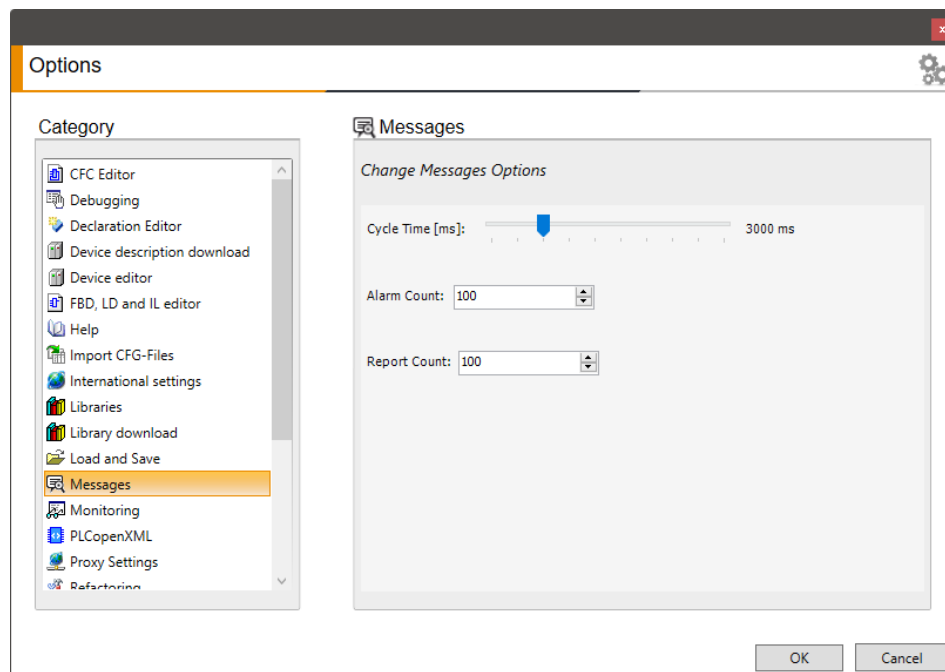 Options
Category
CFC Editor
Debugging
Declaration Editor
Device description download
Device editor
FBD, LD and IL editor
Help
Import CFG-Files
International settings
Libraries
Library download
Load and Save
Messages
Monitoring
PLCopenXML
Proxy Settings
Refactoring
Messages
Change Messages Options
Cycle Time [ms]: 3000 ms
Alarm Count: 100
Report Count: 100
OK Cancel